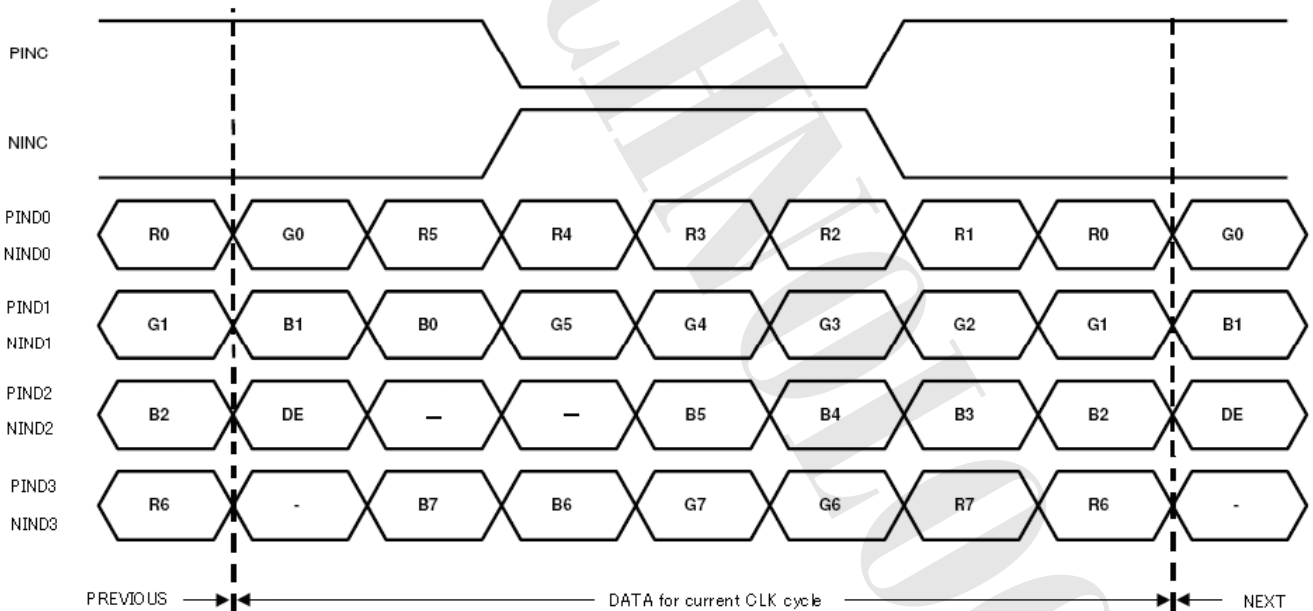 PINC
NINC
PIND0
NIND0
R0 G0 R5 R4 R3 R2 R1 R0 G0
PIND1
NIND1
G1 B1 B0 G5 G4 G3 G2 G1 B1
PIND2
NIND2
B2 DE — — B5 B4 B3 B2 DE
PIND3
NIND3
R6 - B7 B6 G7 G6 R7 R6 -
PREVIOUS DATA for current CLK cycle NEXT